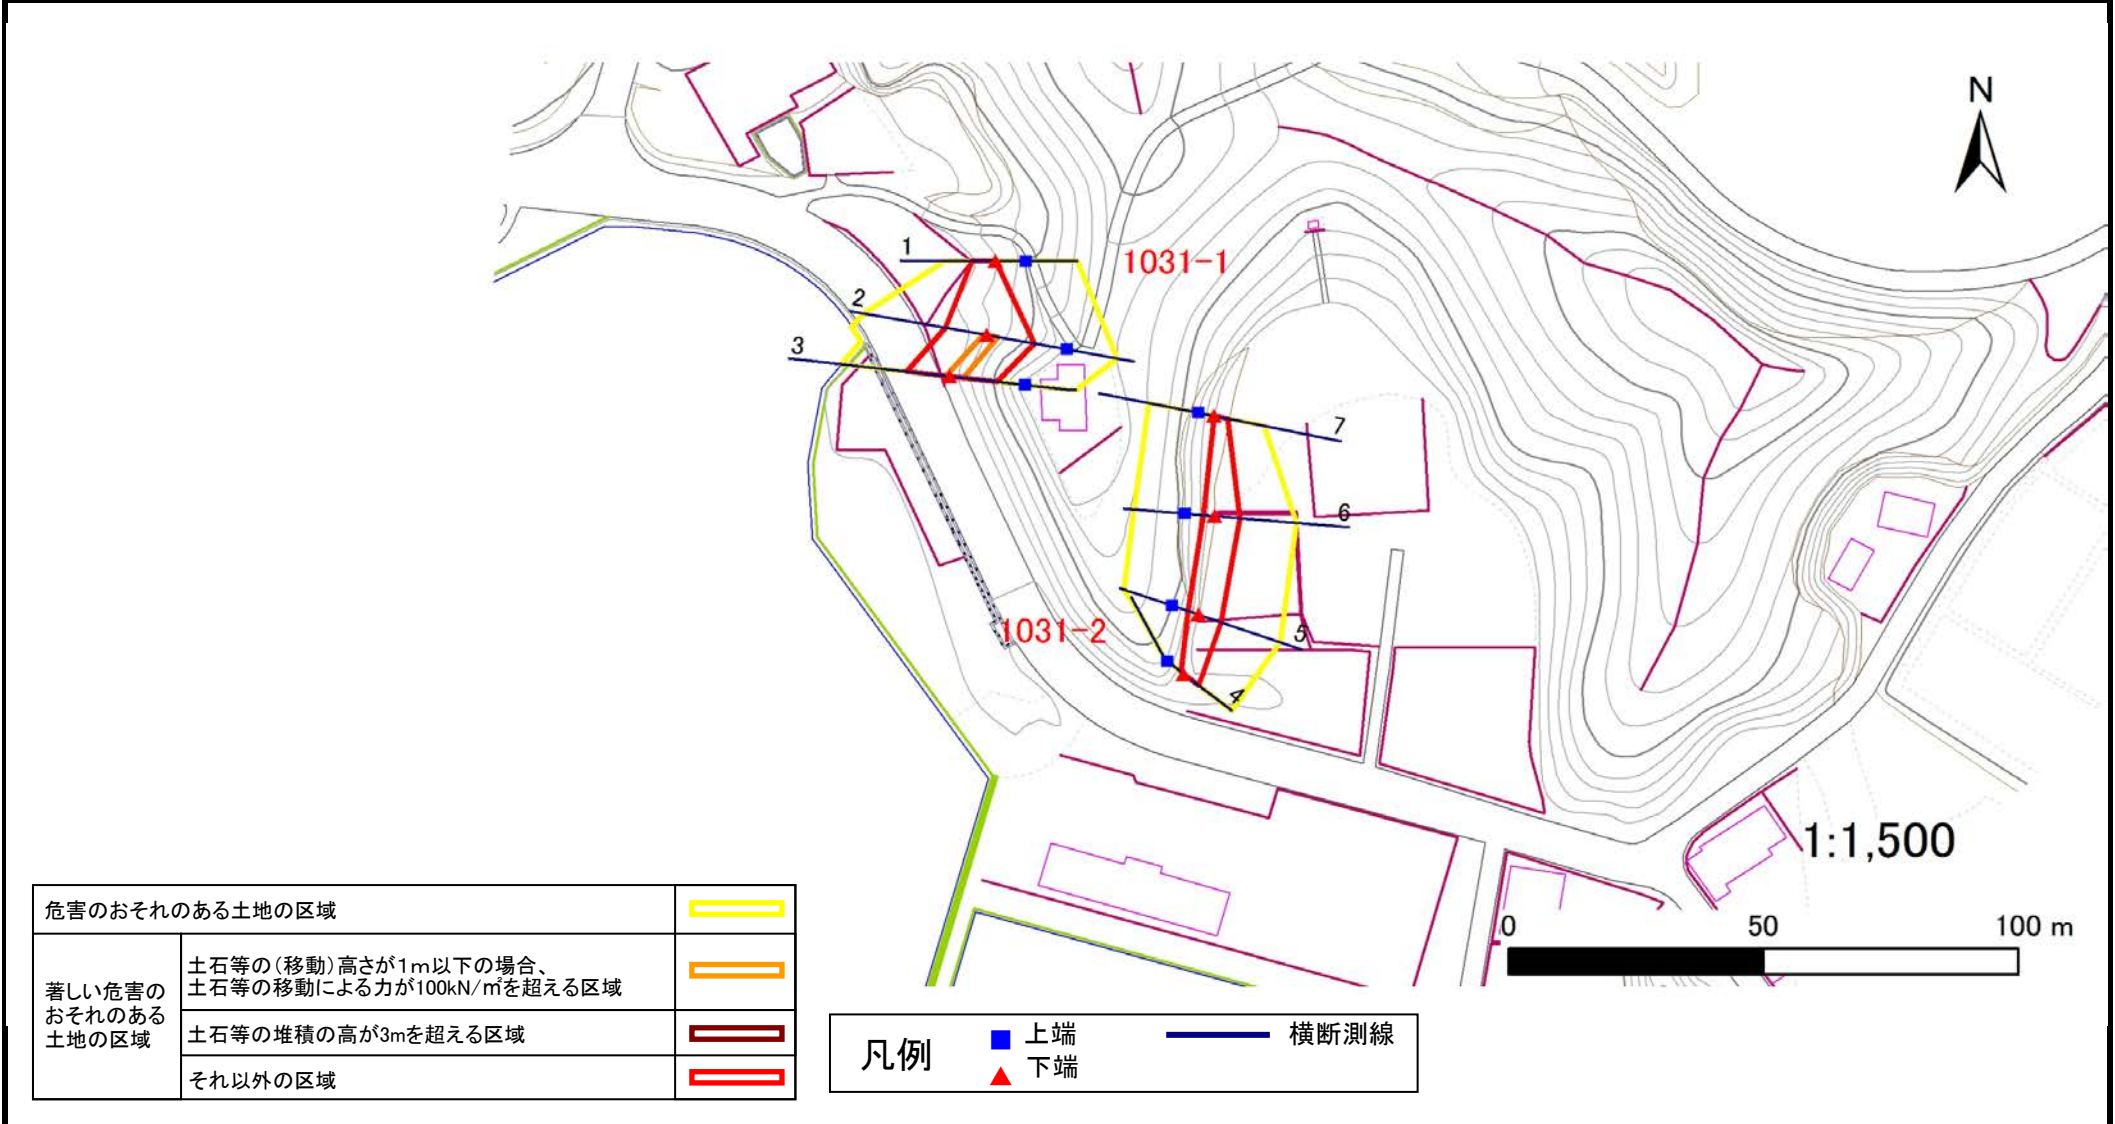 N
1
1031-1
2
3
7
6
1031-2
5
4
1:1,500
0 50 100 m
危害のおそれのある土地の区域
著しい危害の
おそれのある
土地の区域
土石等の(移動)高さが1m以下の場合、
土石等の移動による力が100kN/㎡を超える区域
土石等の堆積の高が3mを超える区域
それ以外の区域
凡例
上端
下端
横断測線